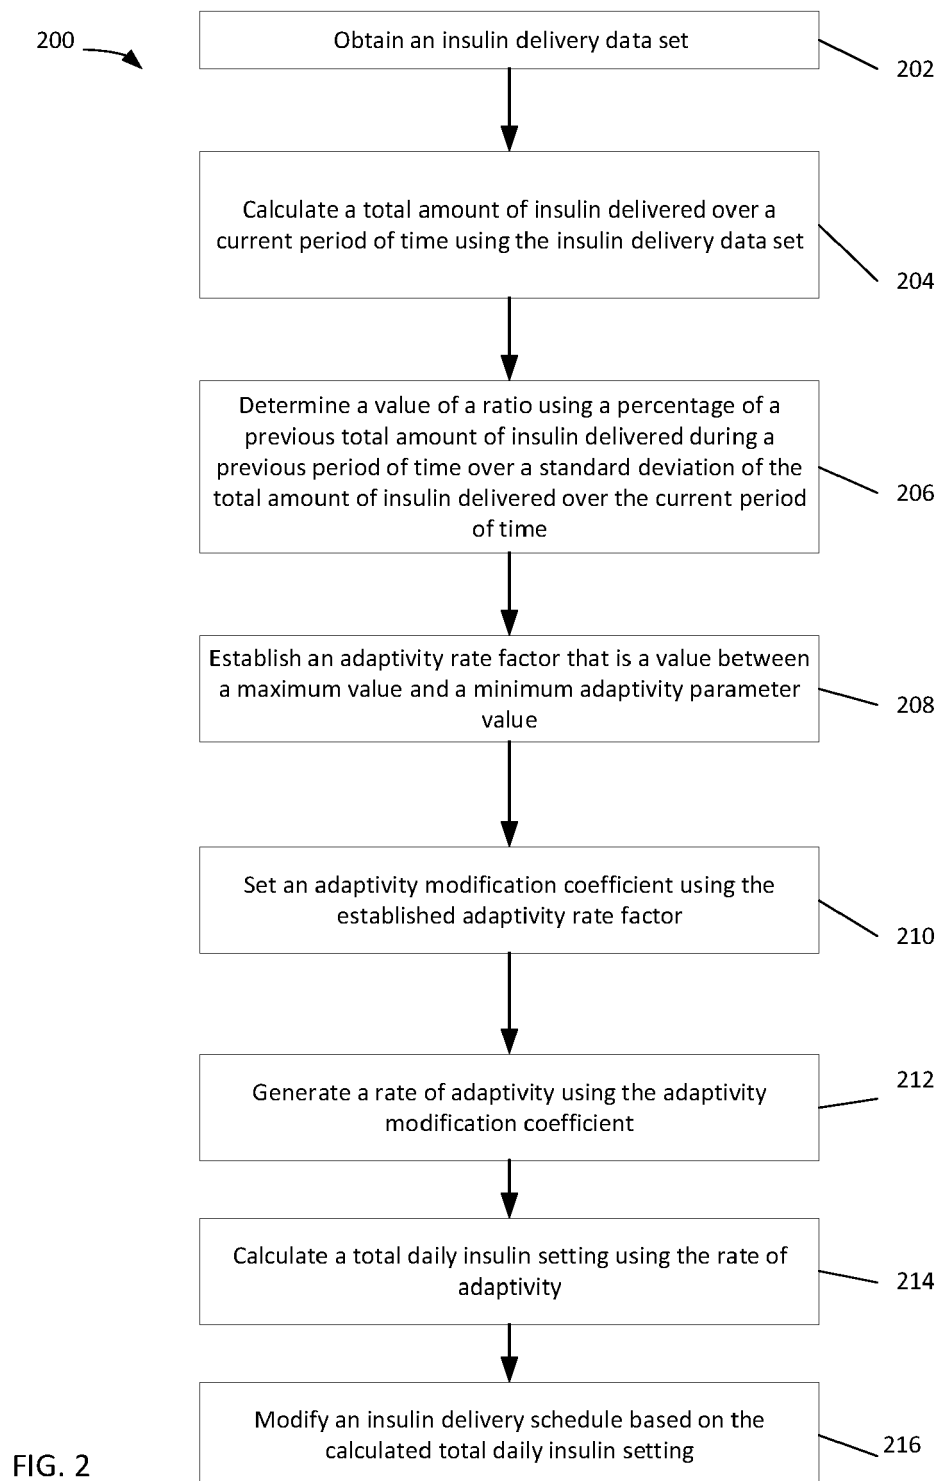 200
Obtain an insulin delivery data set
202
Calculate a total amount of insulin delivered over a
current period of time using the insulin delivery data set
204
Determine a value of a ratio using a percentage of a
previous total amount of insulin delivered during a
previous period of time over a standard deviation of the
total amount of insulin delivered over the current period
of time
206
Establish an adaptivity rate factor that is a value between
a maximum value and a minimum adaptivity parameter
value
208
Set an adaptivity modification coefficient using the
established adaptivity rate factor
210
Generate a rate of adaptivity using the adaptivity
modification coefficient
212
Calculate a total daily insulin setting using the rate of
adaptivity
214
Modify an insulin delivery schedule based on the
calculated total daily insulin setting
216
FIG. 2